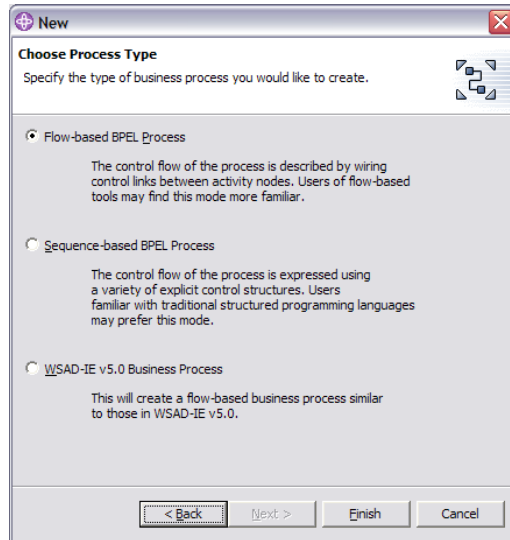 New
Choose Process Type
Specify the type of business process you would like to create.
Flow-based BPEL Process
The control flow of the process is described by wiring
control links between activity nodes. Users of flow-based
tools may find this mode more familiar.
Sequence-based BPEL Process
The control flow of the process is expressed using
a variety of explicit control structures. Users
familiar with traditional structured programming languages
may prefer this mode.
WSAD-IE v5.0 Business Process
This will create a flow-based business process similar
to those in WSAD-IE v5.0.
< Back Next > Finish Cancel